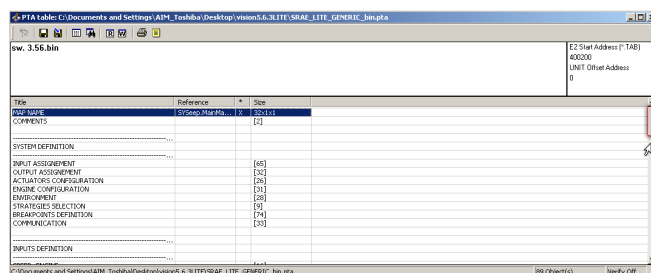 PTA table: C:\Documents and Settings\AIM_Toshiba\Desktop\vision5.6.3LITE\SRAE_LITE_GENERIC_bin.pta
sw. 3.56.bin
E2 Start Address (*.TAB)
400200
UNIT Offset Address
0
Title Reference * Size
MAP NAME SYSeep.MainMa... X 32x1x1
COMMENTS [2]
----------------------------------------------------------------...
SYSTEM DEFINITION
----------------------------------------------------------------...
INPUT ASSIGNEMENT [65]
OUTPUT ASSIGNEMENT [32]
ACTUATORS CONFIGURATION [26]
ENGINE CONFIGURATION [31]
ENVIRONMENT [28]
STRATEGIES SELECTION [9]
BREAKPOINTS DEFINITION [74]
COMMUNICATION [33]
----------------------------------------------------------------...
INPUTS DEFINITION
----------------------------------------------------------------...
C:\Documents and Settings\AIM_Toshiba\Desktop\vision5.6.3LITE\SRAE_LITE_GENERIC_bin.pta 89 Object(s) Verify Off